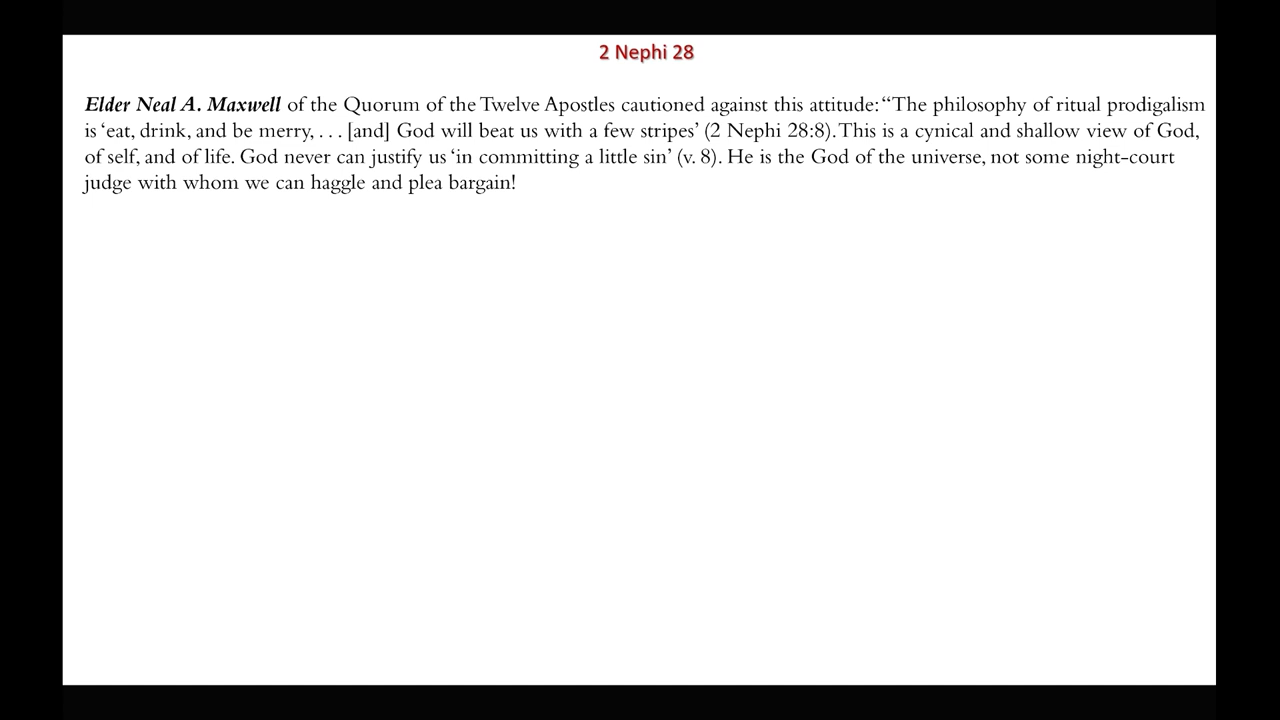 2 Nephi 28
Elder Neal A. Maxwell of the Quorum of the Twelve Apostles cautioned against this attitude: “The philosophy of ritual prodigalism
is ‘eat, drink, and be merry, . . . [and] God will beat us with a few stripes’ (2 Nephi 28:8). This is a cynical and shallow view of God,
of self, and of life. God never can justify us ‘in committing a little sin’ (v. 8). He is the God of the universe, not some night-court
judge with whom we can haggle and plea bargain!